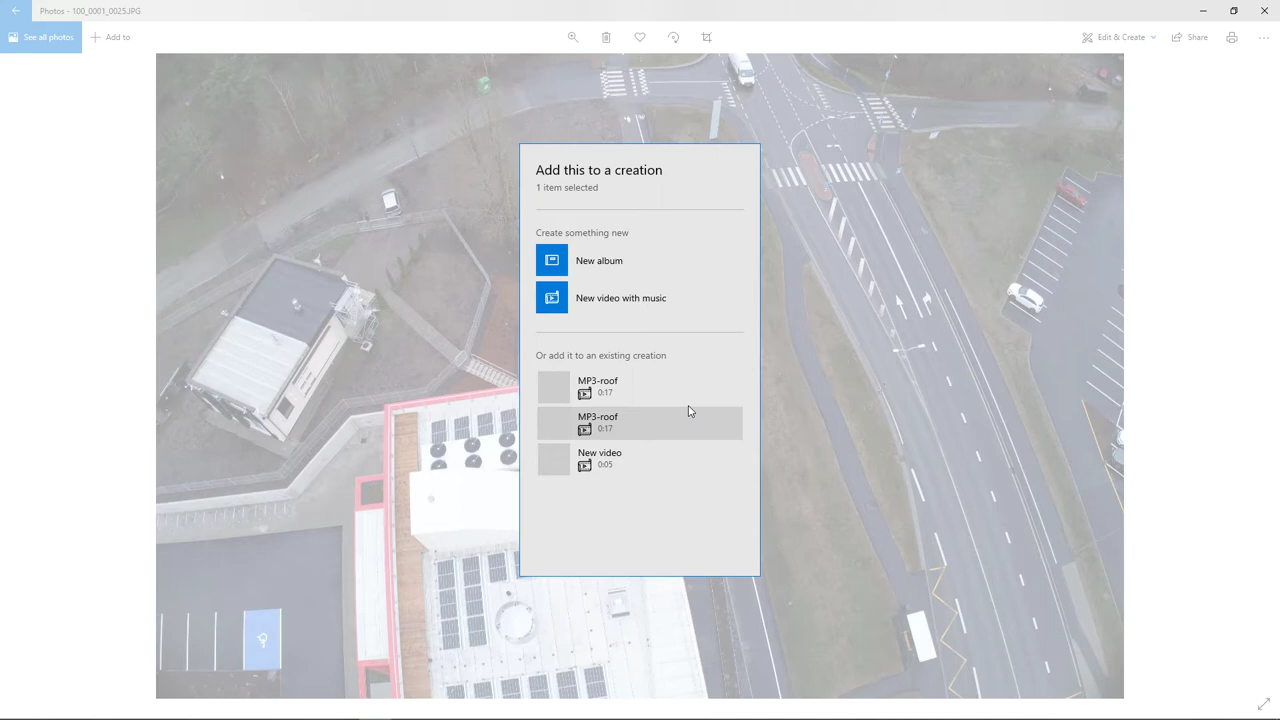 Photos - 100_0001_0025.JPG
See all photos
Add to
Edit & Create
Share
Add this to a creation
1 item selected
Create something new
New album
New video with music
Or add it to an existing creation
MP3-roof
0:17
MP3-roof
0:17
New video
0:05